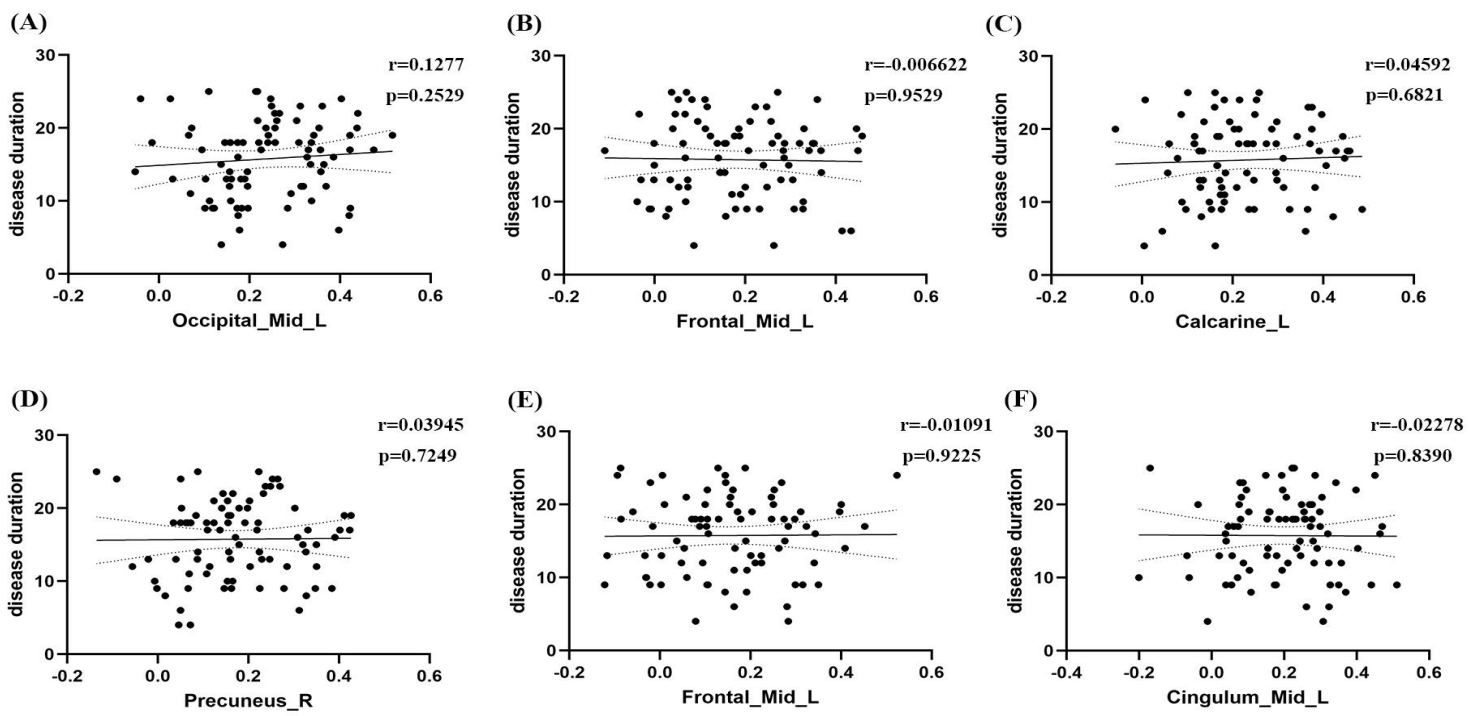 (A)
r=0.1277
p=0.2529
disease duration
30
20
10
0
-0.2 0.0 0.2 0.4 0.6
Occipital_Mid_L
(B)
r=-0.006622
p=0.9529
disease duration
30
20
10
0
-0.2 0.0 0.2 0.4 0.6
Frontal_Mid_L
(C)
r=0.04592
p=0.6821
disease duration
30
20
10
0
-0.2 0.0 0.2 0.4 0.6
Calcarine_L
(D)
r=0.03945
p=0.7249
disease duration
30
20
10
0
-0.2 0.0 0.2 0.4 0.6
Precuneus_R
(E)
r=-0.01091
p=0.9225
disease duration
30
20
10
0
-0.2 0.0 0.2 0.4 0.6
Frontal_Mid_L
(F)
r=-0.02278
p=0.8390
disease duration
30
20
10
0
-0.4 -0.2 0.0 0.2 0.4 0.6
Cingulum_Mid_L